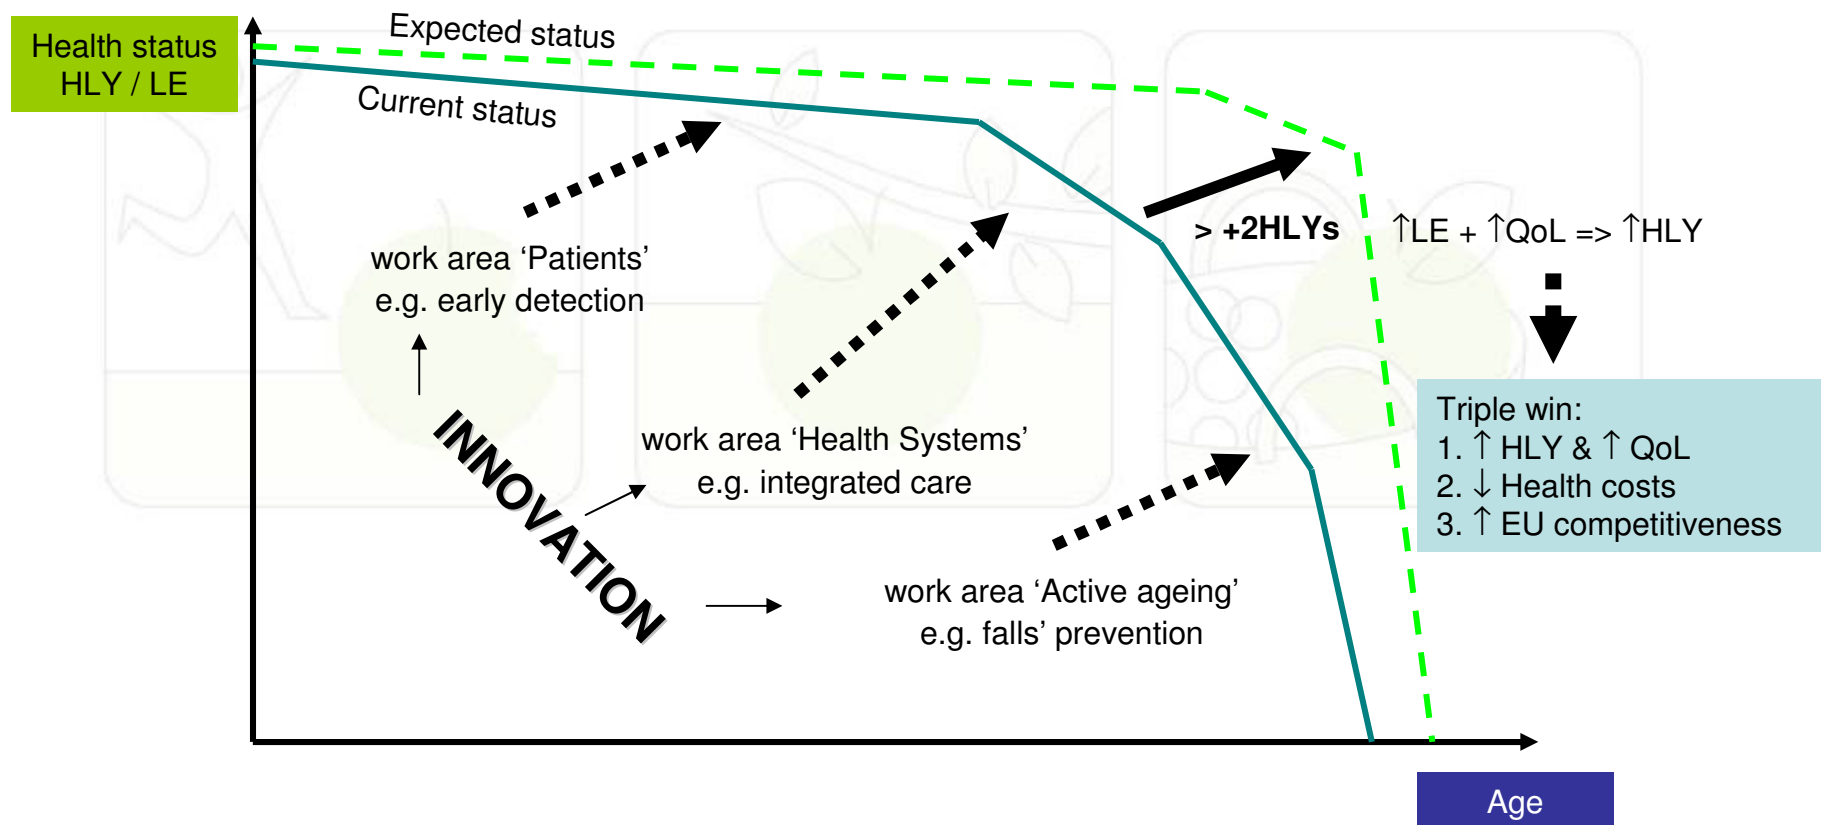 Health status
HLY / LE
Expected status
Current status
work area ‘Patients’
e.g. early detection
> +2HLYs
↑LE + ↑QoL => ↑HLY
INNOVATION
work area ‘Health Systems’
e.g. integrated care
Triple win:
1. ↑ HLY & ↑ QoL
2. ↓ Health costs
3. ↑ EU competitiveness
work area ‘Active ageing’
e.g. falls’ prevention
Age